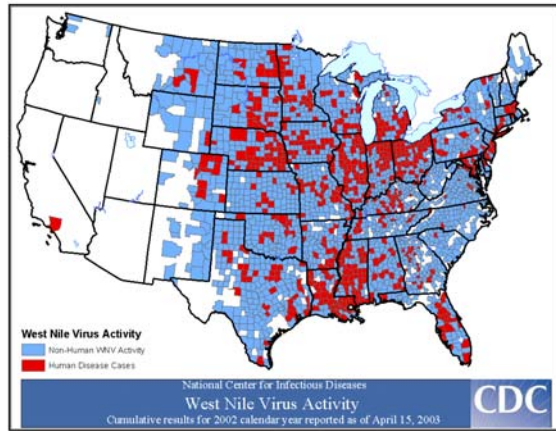 West Nile Virus Activity
Non-Human WNV Activity
Human Disease Cases
National Center for Infectious Diseases
West Nile Virus Activity
Cumulative results for 2002 calendar year reported as of April 15, 2003
CDC